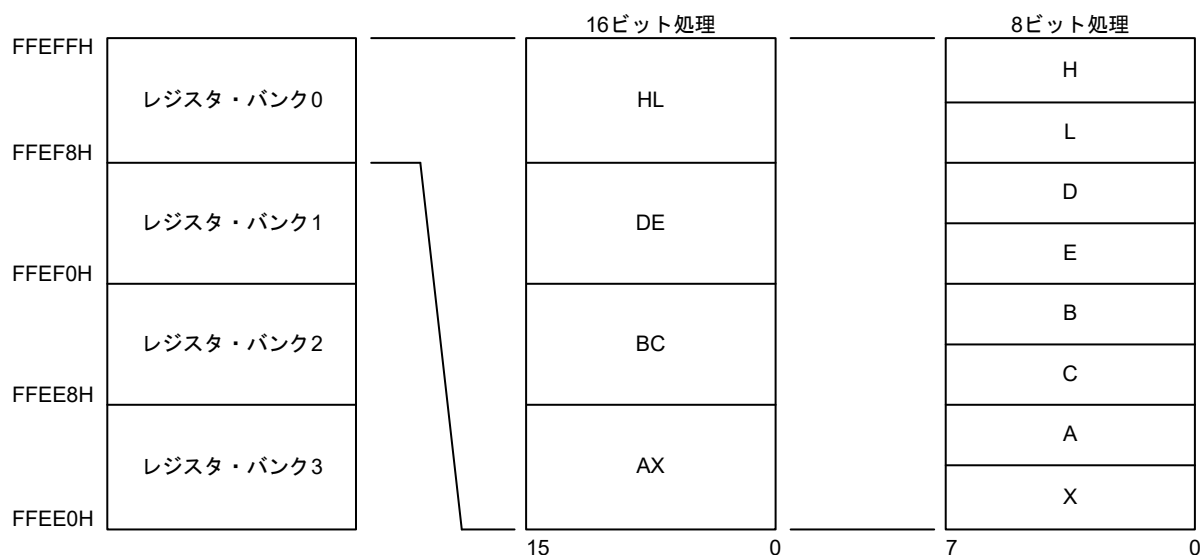 16ビット処理
8ビット処理
FFEFFH
レジスタ・バンク0
HL
H
L
FFEF8H
レジスタ・バンク1
DE
D
E
FFEF0H
レジスタ・バンク2
BC
B
C
FFEE8H
レジスタ・バンク3
AX
A
X
FFEE0H
15
0
7
0